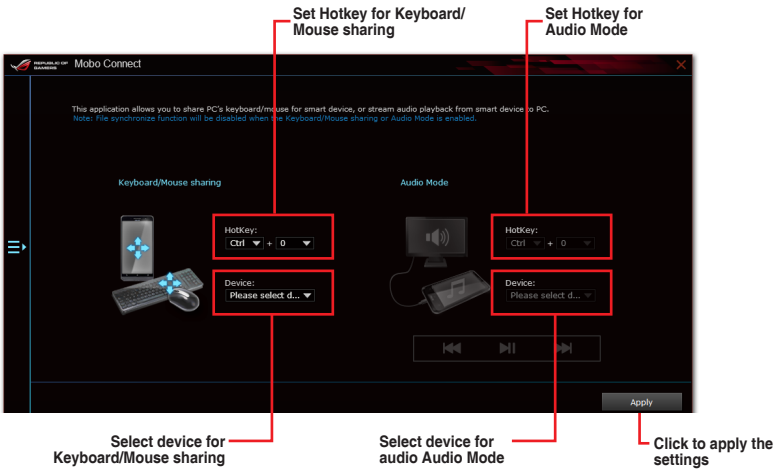 Set Hotkey for Keyboard/
Mouse sharing
Set Hotkey for
Audio Mode
REPUBLIC OF
GAMERS
Mobo Connect
This application allows you to share PC's keyboard/mouse for smart device, or stream audio playback from smart device to PC.
Note: File synchronize function will be disabled when the Keyboard/Mouse sharing or Audio Mode is enabled.
Keyboard/Mouse sharing
Audio Mode
HotKey:
Ctrl + 0
HotKey:
Ctrl + 0
Device:
Please select d...
Device:
Please select d...
Apply
Select device for
Keyboard/Mouse sharing
Select device for
audio Audio Mode
Click to apply the
settings